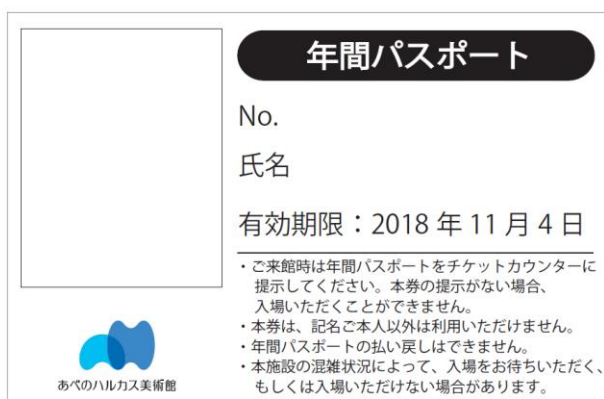 年間パスポート
No.
氏名
有効期限：2018 年 11 月 4 日
・ご来館時は年間パスポートをチケットカウンターに
提示してください。本券の提示がない場合、
入場いただくことができません。
・本券は、記名ご本人以外は利用いただけません。
・年間パスポートの払い戻しはできません。
・本施設の混雑状況によって、入場をお待ちいただく、
もしくは入場いただけない場合があります。
あべのハルカス美術館